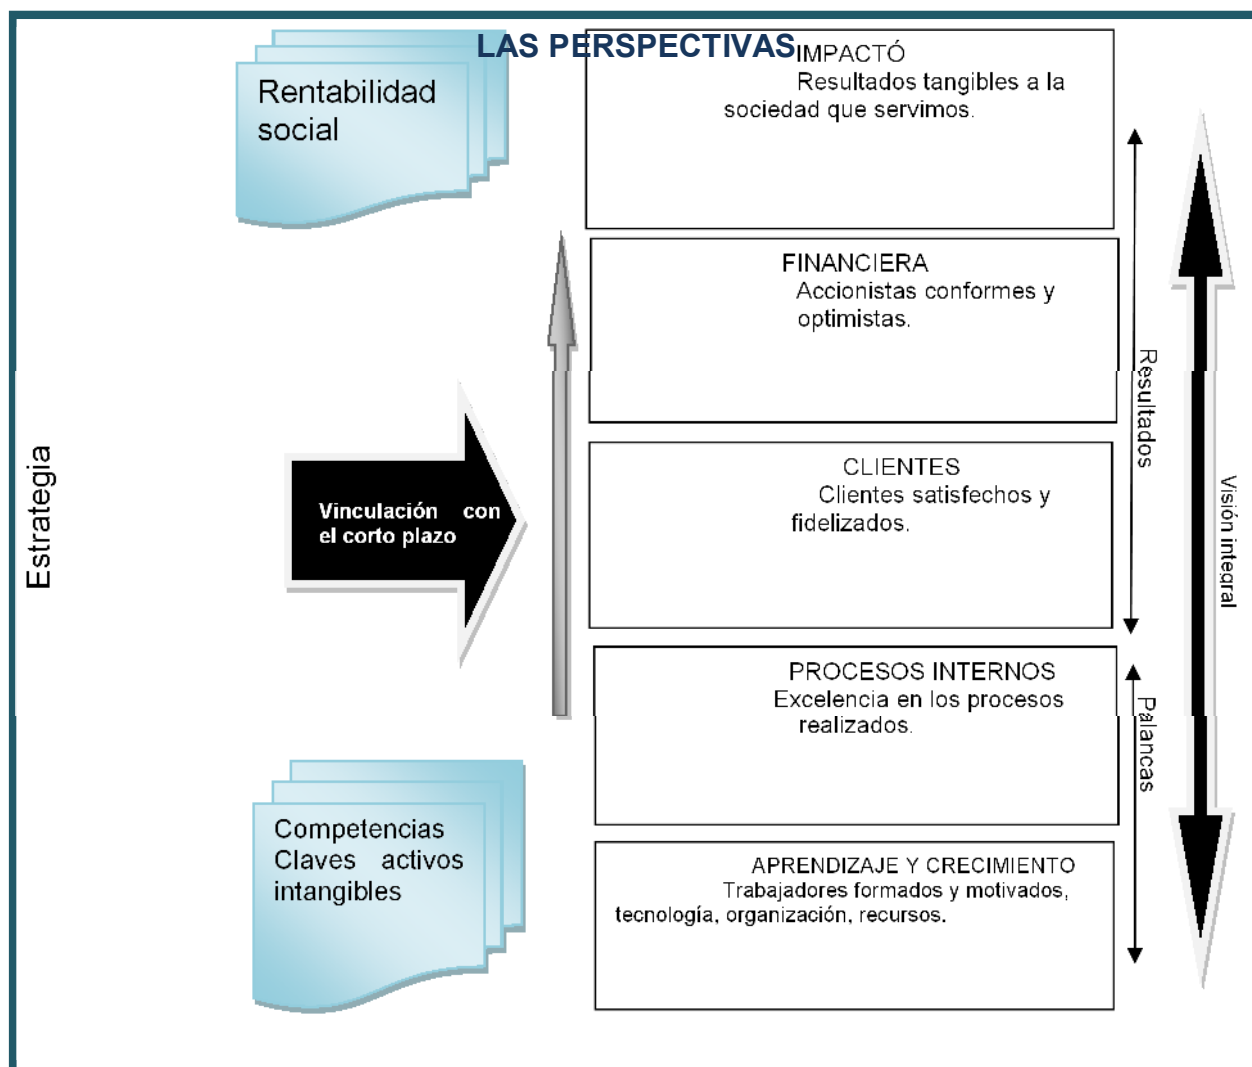 LAS PERSPECTIVAS
Rentabilidad
social
IMPACTÓ
Resultados tangibles a la
sociedad que servimos.
FINANCIERA
Accionistas conformes y
optimistas.
Resultados
Estrategia
Vinculación con
el corto plazo
CLIENTES
Clientes satisfechos y
fidelizados.
Visión integral
PROCESOS INTERNOS
Excelencia en los procesos
realizados.
Palancas
Competencias
Claves activos
intangibles
APRENDIZAJE Y CRECIMIENTO
Trabajadores formados y motivados,
tecnología, organización, recursos.